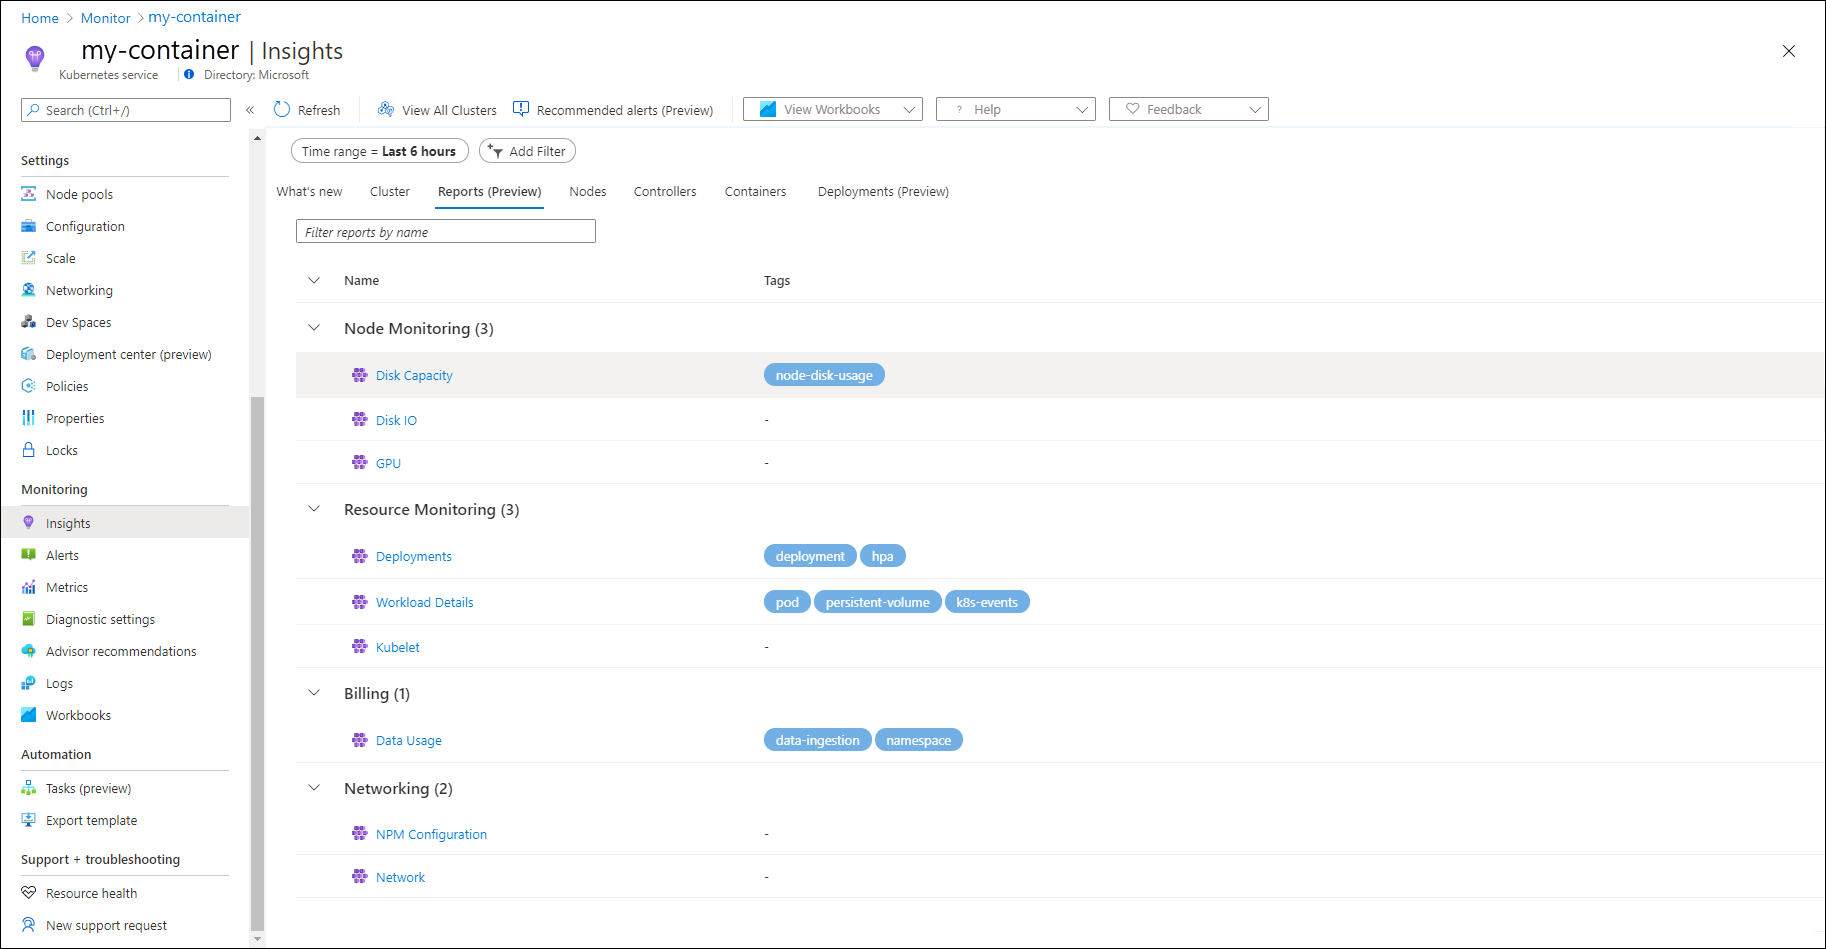 Home > Monitor > my-container
my-container | Insights
Kubernetes service
Directory: Microsoft
Search (Ctrl+/)
«
Refresh
View All Clusters
Recommended alerts (Preview)
View Workbooks
? Help
Feedback
Settings
Node pools
Configuration
Scale
Networking
Dev Spaces
Deployment center (preview)
Policies
Properties
Locks
Monitoring
Insights
Alerts
Metrics
Diagnostic settings
Advisor recommendations
Logs
Workbooks
Automation
Tasks (preview)
Export template
Support + troubleshooting
Resource health
New support request
Time range = Last 6 hours
Add Filter
What's new
Cluster
Reports (Preview)
Nodes
Controllers
Containers
Deployments (Preview)
Filter reports by name
Name Tags
Node Monitoring (3)
Disk Capacity node-disk-usage
Disk IO -
GPU -
Resource Monitoring (3)
Deployments deployment hpa
Workload Details pod persistent-volume k8s-events
Kubelet -
Billing (1)
Data Usage data-ingestion namespace
Networking (2)
NPM Configuration -
Network -